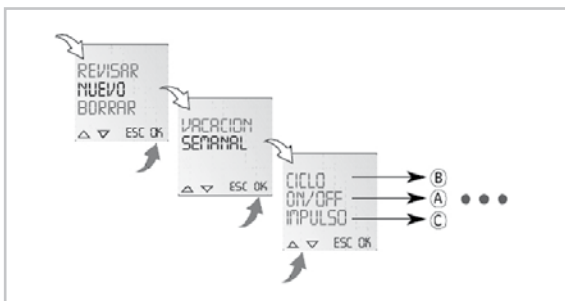 REVISAR
NUEVO
BORRAR
△ ▽ ESC OK
VACACION
SEMANAL
△ ▽ ESC OK
CICLO B
ON/OFF A
IMPULSO C
△ ▽ ESC OK